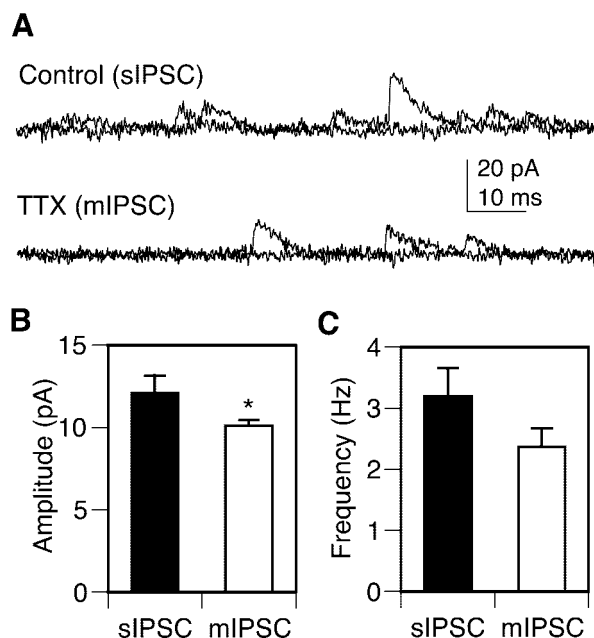 A
Control (sIPSC)
20 pA
10 ms
TTX (mIPSC)
B
15
10
5
0
Amplitude (pA)
*
sIPSC mIPSC
C
4
3
2
1
0
Frequency (Hz)
sIPSC mIPSC